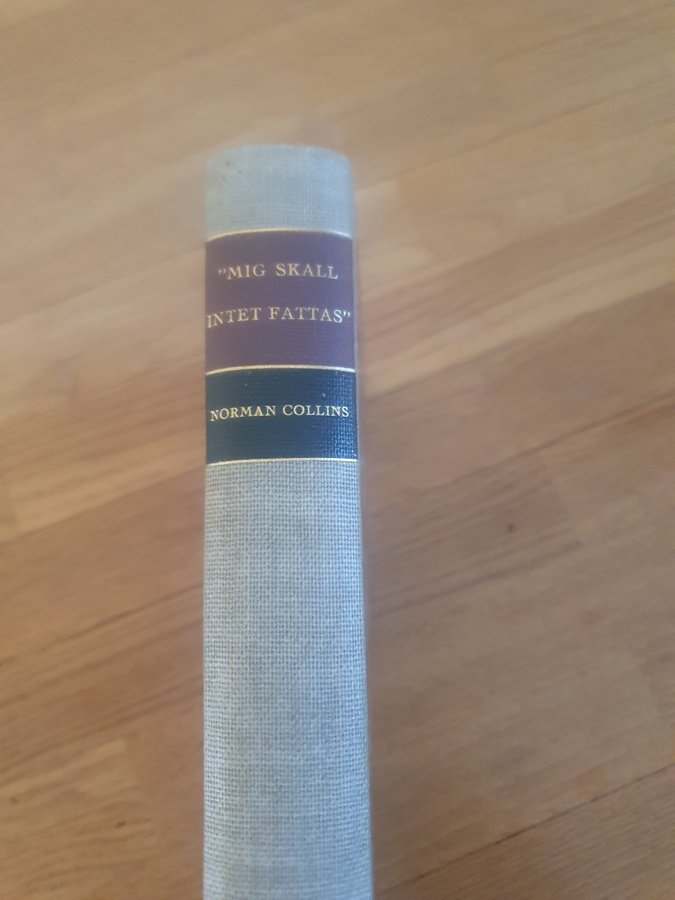 ”MIG SKALL
INTET FATTAS”
NORMAN COLLINS